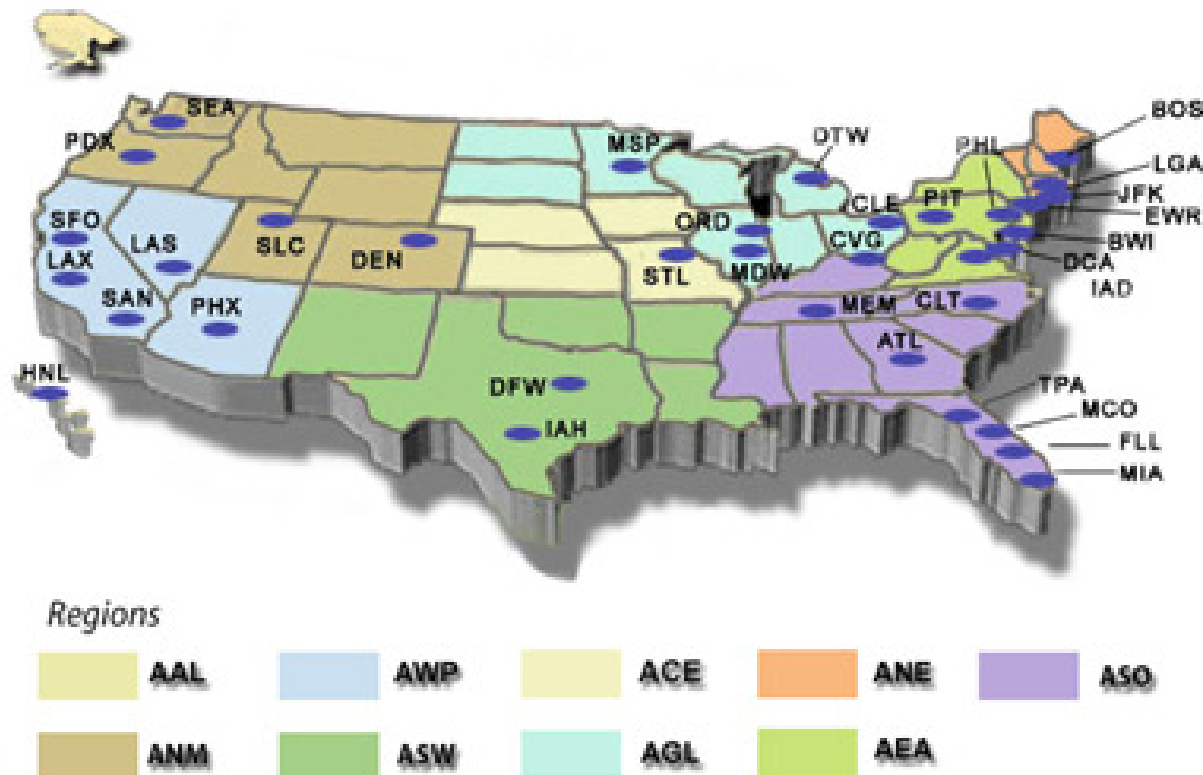 SEA
BOS
PDX
MSP
DTW
PHL
LGA
JFK
SFO
LAS
SLC
DEN
ORD
CLE
PIT
EWR
LAX
STL
MDW
CVG
BWI
DCA
SAN
PHX
MEM
CLT
IAD
ATL
HNL
DFW
TPA
MCO
IAH
FLL
MIA
Regions
AAL AWP ACE ANE ASO
ANM ASW AGL AEA